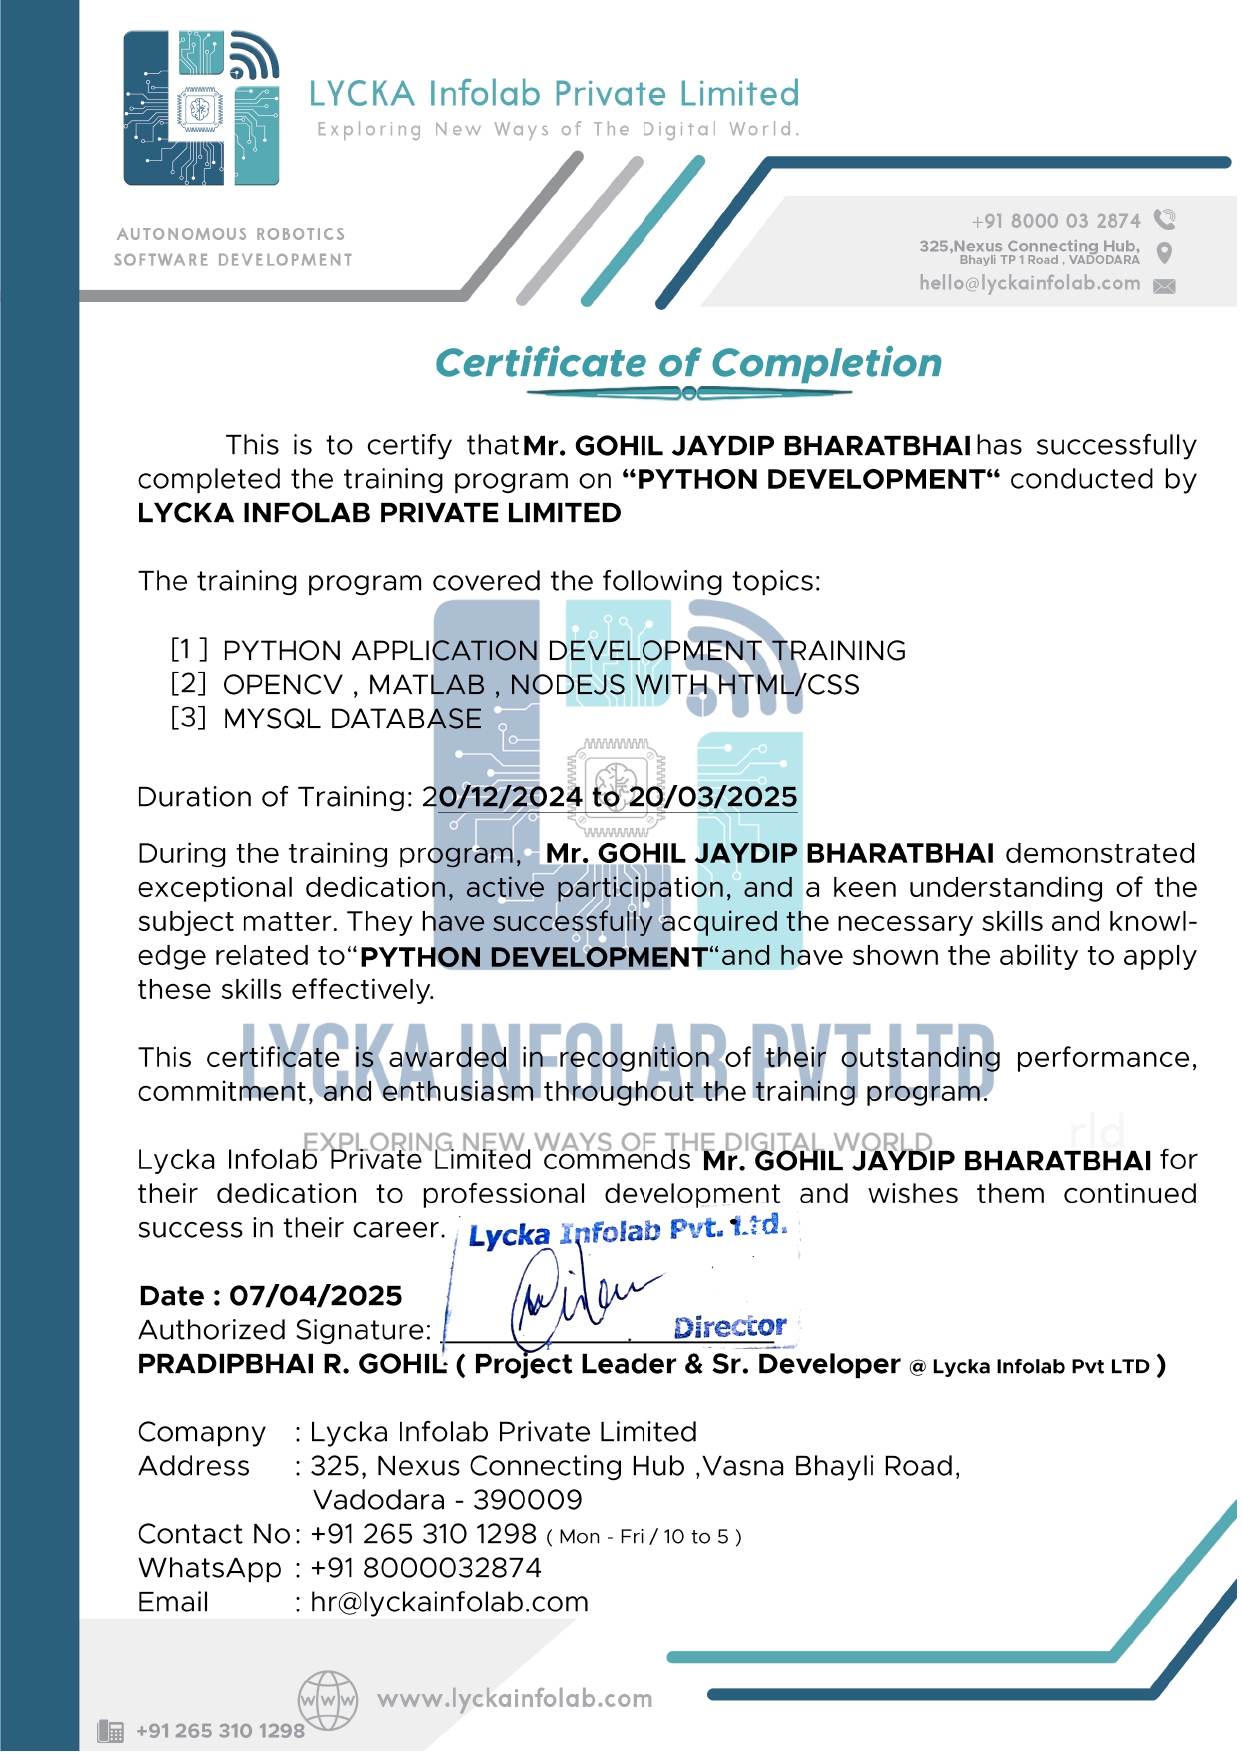 LYCKA Infolab Private Limited
Exploring New Ways of The Digital World.
AUTONOMOUS ROBOTICS
SOFTWARE DEVELOPMENT
+91 8000 03 2874
325,Nexus Connecting Hub,
Bhayli TP 1 Road , VADODARA
hello@lyckainfolab.com
Certificate of Completion
This is to certify that Mr. GOHIL JAYDIP BHARATBHAI has successfully
completed the training program on “PYTHON DEVELOPMENT“ conducted by
LYCKA INFOLAB PRIVATE LIMITED
The training program covered the following topics:
[1 ] PYTHON APPLICATION DEVELOPMENT TRAINING
[2] OPENCV , MATLAB , NODEJS WITH HTML/CSS
[3] MYSQL DATABASE
Duration of Training: 20/12/2024 to 20/03/2025
During the training program, Mr. GOHIL JAYDIP BHARATBHAI demonstrated
exceptional dedication, active participation, and a keen understanding of the
subject matter. They have successfully acquired the necessary skills and knowl-
edge related to“PYTHON DEVELOPMENT“and have shown the ability to apply
these skills effectively.
LYCKA INFOLAB PVT.LTD
This certificate is awarded in recognition of their outstanding performance,
commitment, and enthusiasm throughout the training program.
EXPLORING NEW WAYS OF THE DIGITAL WORLD
rld
Lycka Infolab Private Limited commends Mr. GOHIL JAYDIP BHARATBHAI for
their dedication to professional development and wishes them continued
success in their career.
Lycka Infolab Pvt. Ltd.
Date : 07/04/2025
Authorized Signature:
Director
PRADIPBHAI R. GOHIL ( Project Leader & Sr. Developer @ Lycka Infolab Pvt LTD )
Comapny : Lycka Infolab Private Limited
Address : 325, Nexus Connecting Hub ,Vasna Bhayli Road,
Vadodara - 390009
Contact No : +91 265 310 1298 ( Mon - Fri / 10 to 5 )
WhatsApp : +91 8000032874
Email : hr@lyckainfolab.com
www www.lyckainfolab.com
+91 265 310 1298